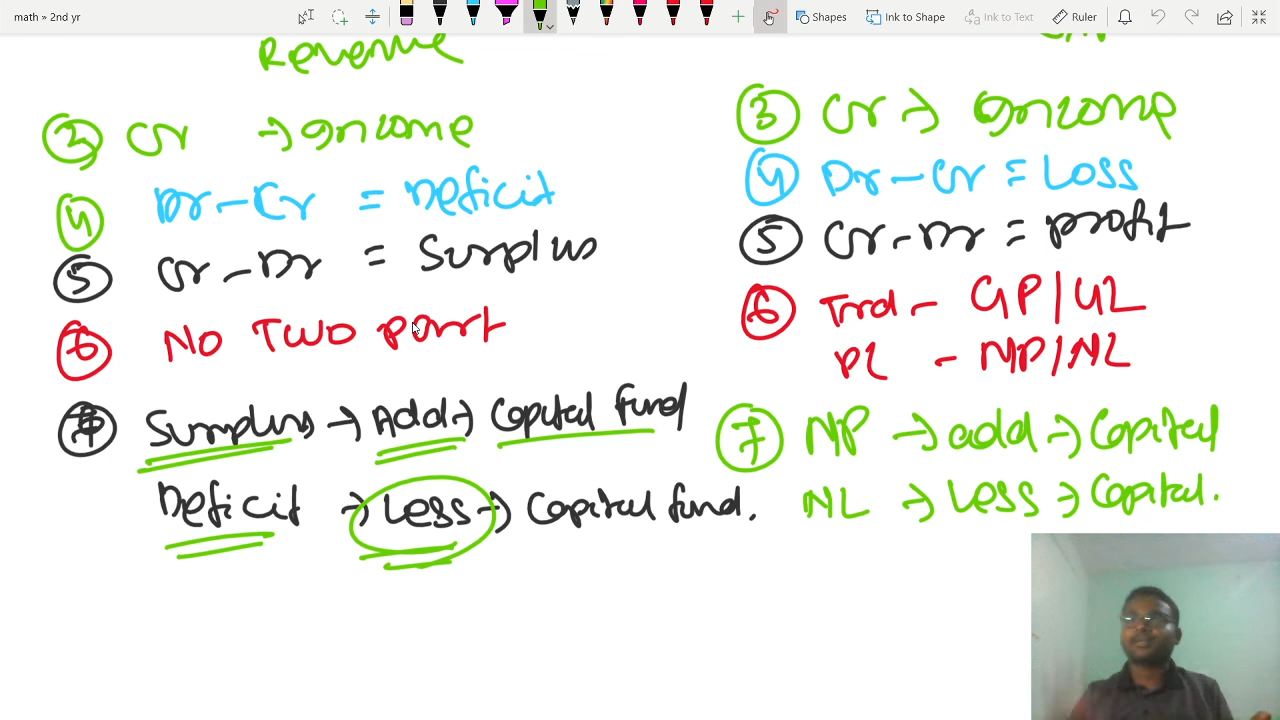 math » 2nd yr
Shapes Ink to Shape Ink to Text Ruler
Revenue
3 Cr → Income
4 Dr - Cr = Deficit
5 Cr - Dr = Surplus
6 NO TWO part
7 Surplus → Add → Capital fund
Deficit → Less → Capital fund.
3 Cr → Income
4 Dr - Cr = Loss
5 Cr - Dr = profit
6 Trd - GP/GL
PL - NP/NL
7 NP → add → Capital
NL → Less → Capital.